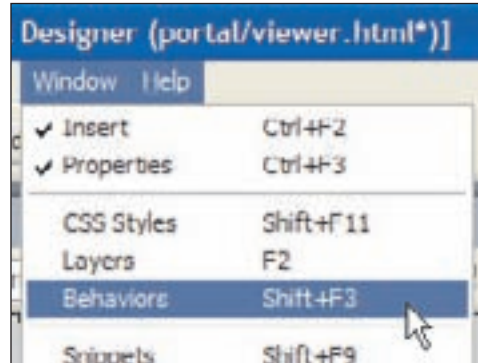 Designer (portal/viewer.html*)]
Window Help
✓ Insert Ctrl+F2
✓ Properties Ctrl+F3
CSS Styles Shift+F11
Layers F2
Behaviors Shift+F3
Snippets Shift+F9